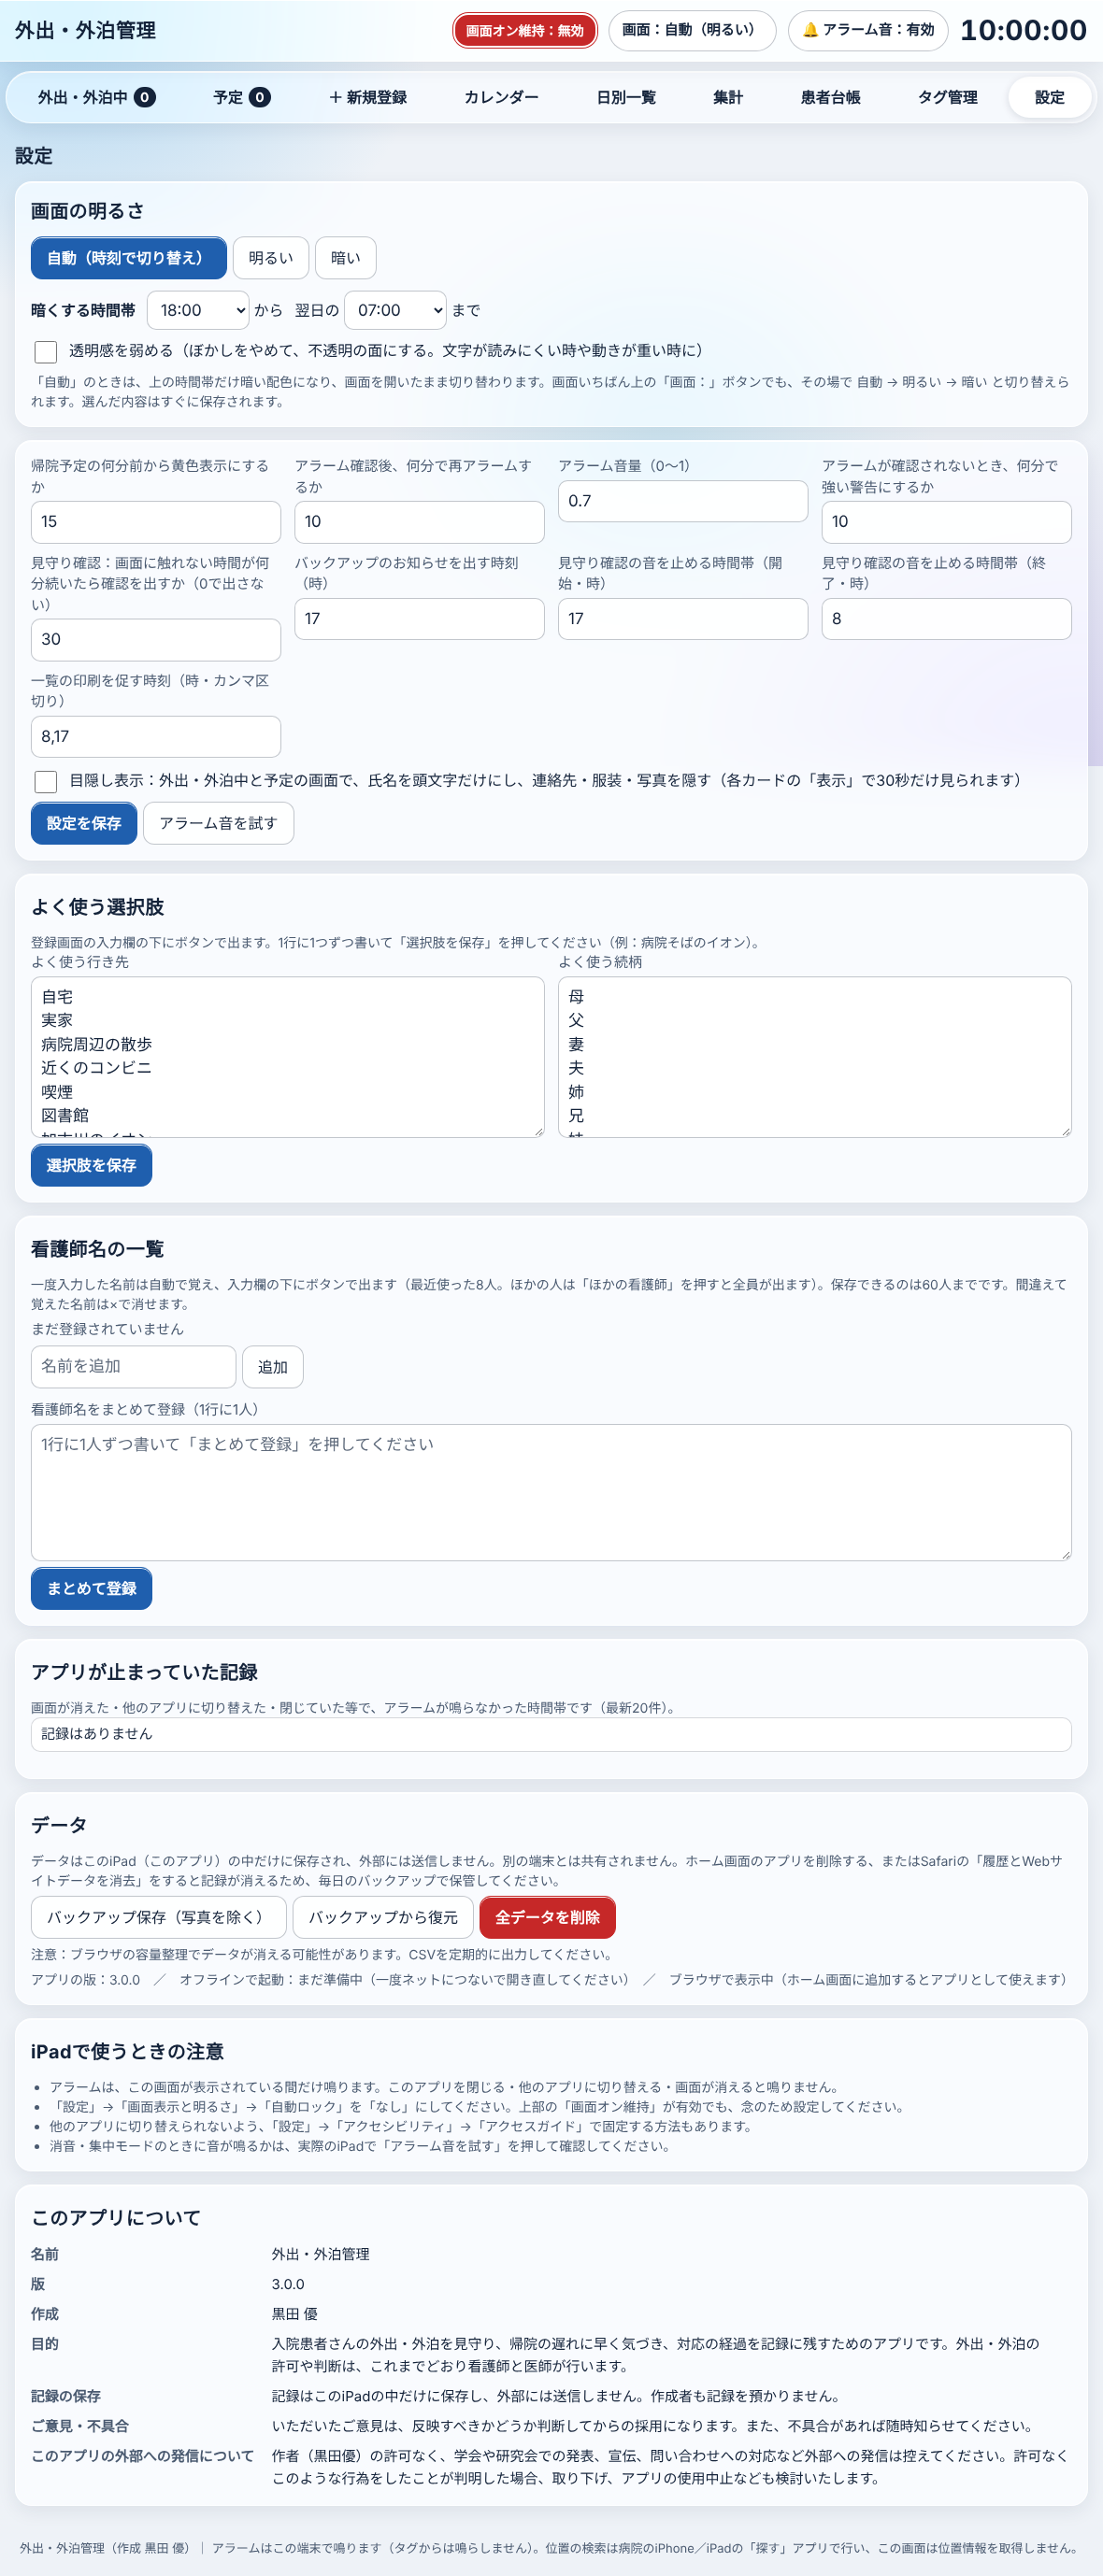 外出・外泊管理
画面オン維持：無効
画面：自動（明るい）
🔔 アラーム音：有効
10:00:00
外出・外泊中 0
予定 0
＋ 新規登録
カレンダー
日別一覧
集計
患者台帳
タグ管理
設定
設定
画面の明るさ
自動（時刻で切り替え）
明るい
暗い
暗くする時間帯 18:00 から 翌日の 07:00 まで
透明感を弱める（ぼかしをやめて、不透明の面にする。文字が読みにくい時や動きが重い時に）
「自動」のときは、上の時間帯だけ暗い配色になり、画面を開いたまま切り替わります。画面いちばん上の「画面：」ボタンでも、その場で 自動 → 明るい → 暗い と切り替えら
れます。選んだ内容はすぐに保存されます。
帰院予定の何分前から黄色表示にする
か
15
アラーム確認後、何分で再アラームす
るか
10
アラーム音量（0〜1）
0.7
アラームが確認されないとき、何分で
強い警告にするか
10
見守り確認：画面に触れない時間が何
分続いたら確認を出すか（0で出さな
い）
30
バックアップのお知らせを出す時刻
（時）
17
見守り確認の音を止める時間帯（開
始・時）
17
見守り確認の音を止める時間帯（終
了・時）
8
一覧の印刷を促す時刻（時・カンマ区
切り）
8,17
目隠し表示：外出・外泊中と予定の画面で、氏名を頭文字だけにし、連絡先・服装・写真を隠す（各カードの「表示」で30秒だけ見られます）
設定を保存
アラーム音を試す
よく使う選択肢
登録画面の入力欄の下にボタンで出ます。1行に1つずつ書いて「選択肢を保存」を押してください（例：病院そばのイオン）。
よく使う行き先
自宅
実家
病院周辺の散歩
近くのコンビニ
喫煙
図書館
加古川のイオン
よく使う続柄
母
父
妻
夫
姉
兄
妹
選択肢を保存
看護師名の一覧
一度入力した名前は自動で覚え、入力欄の下にボタンで出ます（最近使った8人。ほかの人は「ほかの看護師」を押すと全員が出ます）。保存できるのは60人までです。間違えて
覚えた名前は×で消せます。
まだ登録されていません
名前を追加
追加
看護師名をまとめて登録（1行に1人）
1行に1人ずつ書いて「まとめて登録」を押してください
まとめて登録
アプリが止まっていた記録
画面が消えた・他のアプリに切り替えた・閉じていた等で、アラームが鳴らなかった時間帯です（最新20件）。
記録はありません
データ
データはこのiPad（このアプリ）の中だけに保存され、外部には送信しません。別の端末とは共有されません。ホーム画面のアプリを削除する、またはSafariの「履歴とWebサ
イトデータを消去」をすると記録が消えるため、毎日のバックアップで保管してください。
バックアップ保存（写真を除く）
バックアップから復元
全データを削除
注意：ブラウザの容量整理でデータが消える可能性があります。CSVを定期的に出力してください。
アプリの版：3.0.0 ／ オフラインで起動：まだ準備中（一度ネットにつないで開き直してください） ／ ブラウザで表示中（ホーム画面に追加するとアプリとして使えます）
iPadで使うときの注意
• アラームは、この画面が表示されている間だけ鳴ります。このアプリを閉じる・他のアプリに切り替える・画面が消えると鳴りません。
• 「設定」→「画面表示と明るさ」→「自動ロック」を「なし」にしてください。上部の「画面オン維持」が有効でも、念のため設定してください。
• 他のアプリに切り替えられないよう、「設定」→「アクセシビリティ」→「アクセスガイド」で固定する方法もあります。
• 消音・集中モードのときに音が鳴るかは、実際のiPadで「アラーム音を試す」を押して確認してください。
このアプリについて
名前 外出・外泊管理
版 3.0.0
作成 黒田 優
目的 入院患者さんの外出・外泊を見守り、帰院の遅れに早く気づき、対応の経過を記録に残すためのアプリです。外出・外泊の
許可や判断は、これまでどおり看護師と医師が行います。
記録の保存 記録はこのiPadの中だけに保存し、外部には送信しません。作成者も記録を預かりません。
ご意見・不具合 いただいたご意見は、反映すべきかどうか判断してからの採用になります。また、不具合があれば随時知らせてください。
このアプリの外部への発信について 作者（黒田優）の許可なく、学会や研究会での発表、宣伝、問い合わせへの対応など外部への発信は控えてください。許可なく
このような行為をしたことが判明した場合、取り下げ、アプリの使用中止なども検討いたします。
外出・外泊管理（作成 黒田 優）｜ アラームはこの端末で鳴ります（タグからは鳴らしません）。位置の検索は病院のiPhone／iPadの「探す」アプリで行い、この画面は位置情報を取得しません。